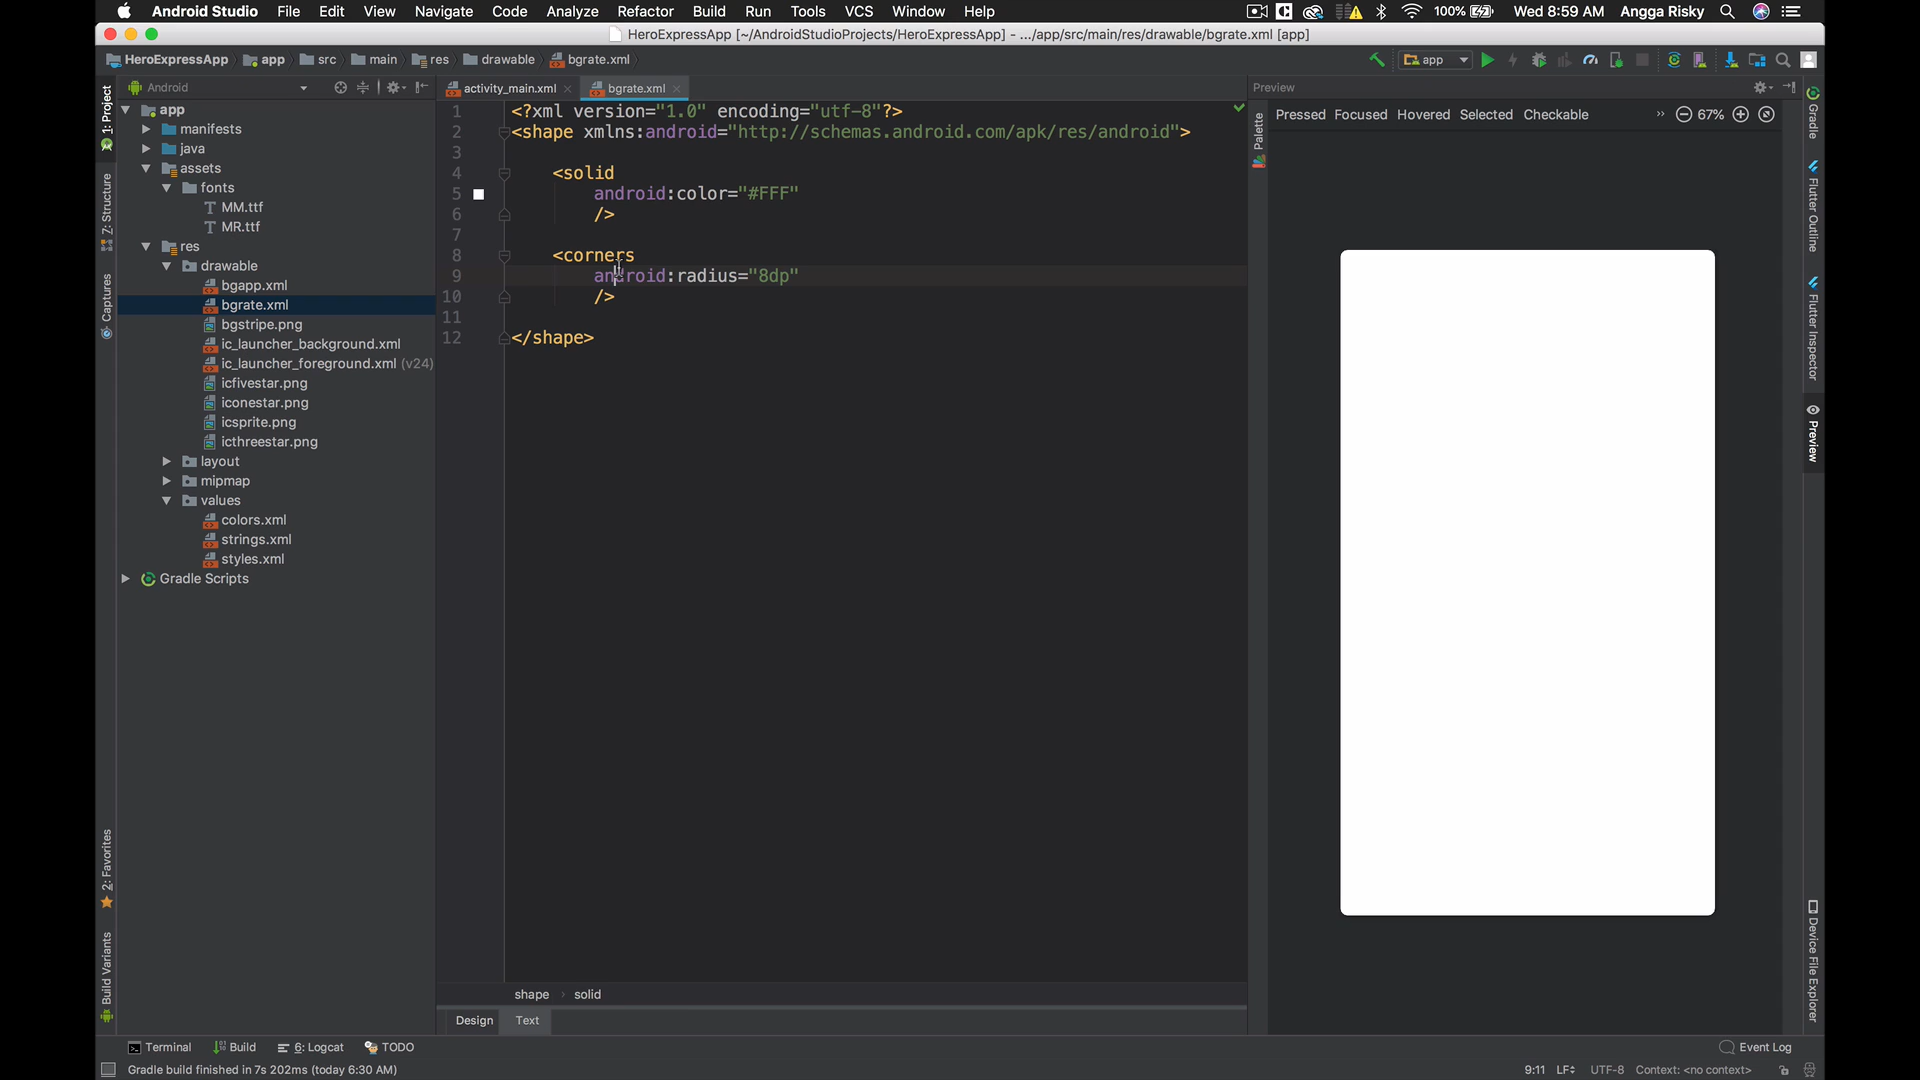 Android Studio File Edit View Navigate Code Analyze Refactor Build Run Tools VCS Window Help 100% Wed 8:59 AM Angga Risky
HeroExpressApp [~/AndroidStudioProjects/HeroExpressApp] - .../app/src/main/res/drawable/bgrate.xml [app]
HeroExpressApp app src main res drawable bgrate.xml app
Android
activity_main.xml bgrate.xml
Preview
1: Project
Z: Structure
Captures
2: Favorites
Build Variants
app
manifests
java
assets
fonts
MM.ttf
MR.ttf
res
drawable
bgapp.xml
bgrate.xml
bgstripe.png
ic_launcher_background.xml
ic_launcher_foreground.xml (v24)
icfivestar.png
iconestar.png
icsprite.png
icthreestar.png
layout
mipmap
values
colors.xml
strings.xml
styles.xml
Gradle Scripts
1 <?xml version="1.0" encoding="utf-8"?>
2 <shape xmlns:android="http://schemas.android.com/apk/res/android">
3
4 <solid
5 android:color="#FFF"
6 />
7
8 <corners
9 android:radius="8dp"
10 />
11
12 </shape>
shape solid
Design Text
Palette
Pressed Focused Hovered Selected Checkable 67%
Gradle
Flutter Outline
Flutter Inspector
Preview
Device File Explorer
Terminal Build 6: Logcat TODO Event Log
Gradle build finished in 7s 202ms (today 6:30 AM) 9:11 LF UTF-8 Context: <no context>